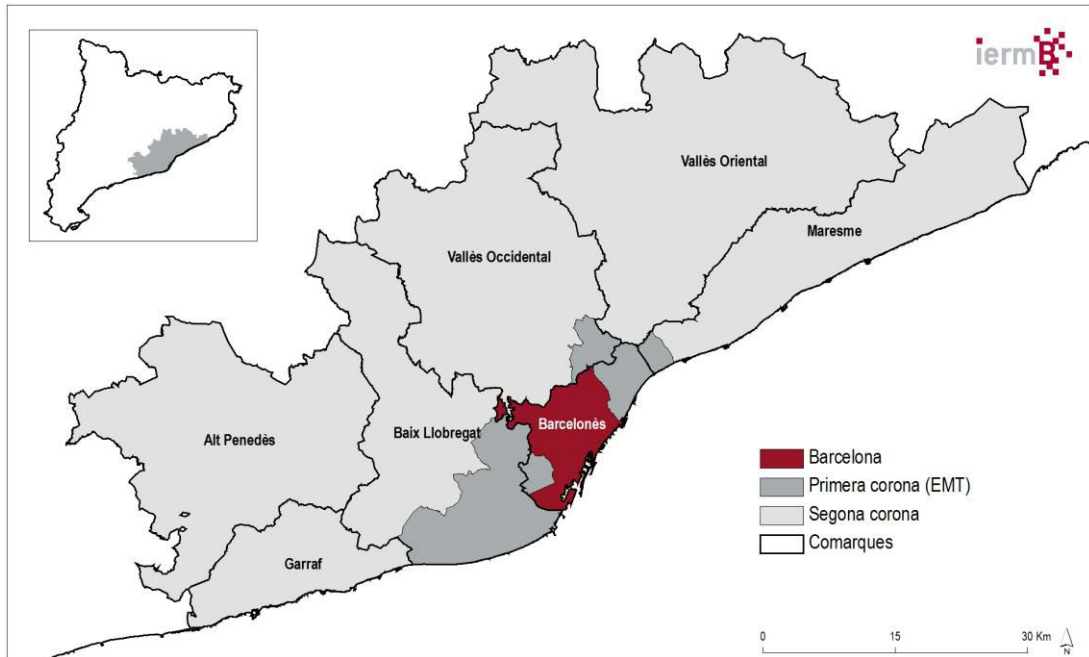 iermB
Vallès Oriental
Maresme
Vallès Occidental
Barcelonès
Baix Llobregat
Alt Penedès
Garraf
Barcelona
Primera corona (EMT)
Segona corona
Comarques
0 15 30 Km
N